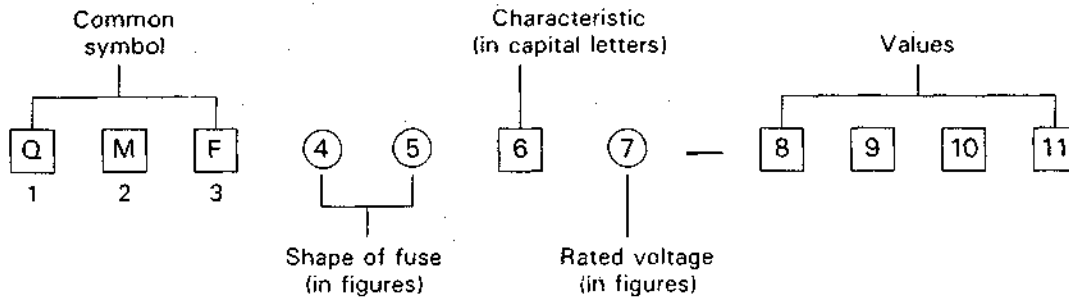 Common
symbol
Characteristic
(in capital letters)
Values
Q M F 4 5 6 7 — 8 9 10 11
1 2 3
Shape of fuse
(in figures)
Rated voltage
(in figures)